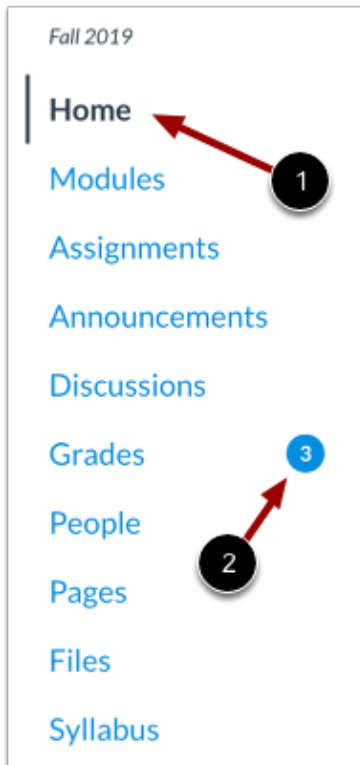 Fall 2019
Home
Modules
1
Assignments
Announcements
Discussions
Grades 3
People
2
Pages
Files
Syllabus